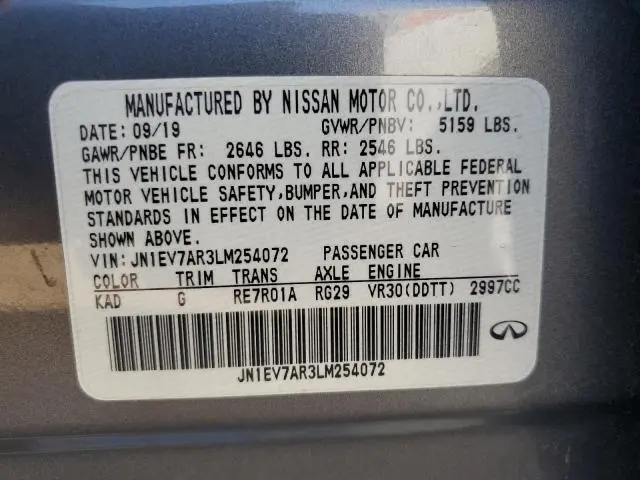 MANUFACTURED BY NISSAN MOTOR CO.,LTD.
DATE: 09/19 GVWR/PNBV: 5159 LBS.
GAWR/PNBE FR: 2646 LBS. RR: 2546 LBS.
THIS VEHICLE CONFORMS TO ALL APPLICABLE FEDERAL
MOTOR VEHICLE SAFETY,BUMPER,AND THEFT PREVENTION
STANDARDS IN EFFECT ON THE DATE OF MANUFACTURE
SHOWN ABOVE.
VIN: JN1EV7AR3LM254072 PASSENGER CAR
COLOR TRIM TRANS AXLE ENGINE
KAD G RE7R01A RG29 VR30(DDTT) 2997CC
JN1EV7AR3LM254072